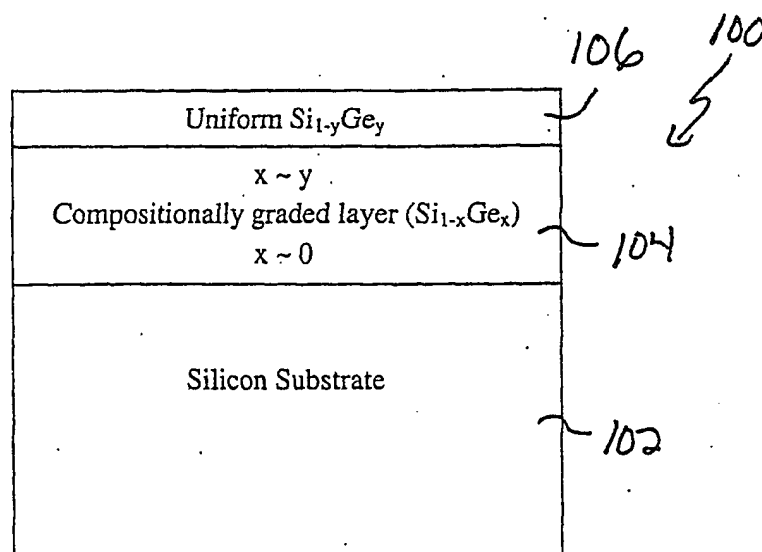 106
100
Uniform Si₁₋yGey
x ~ y
Compositionally graded layer (Si₁₋ₓGeₓ)
104
x ~ 0
Silicon Substrate
102